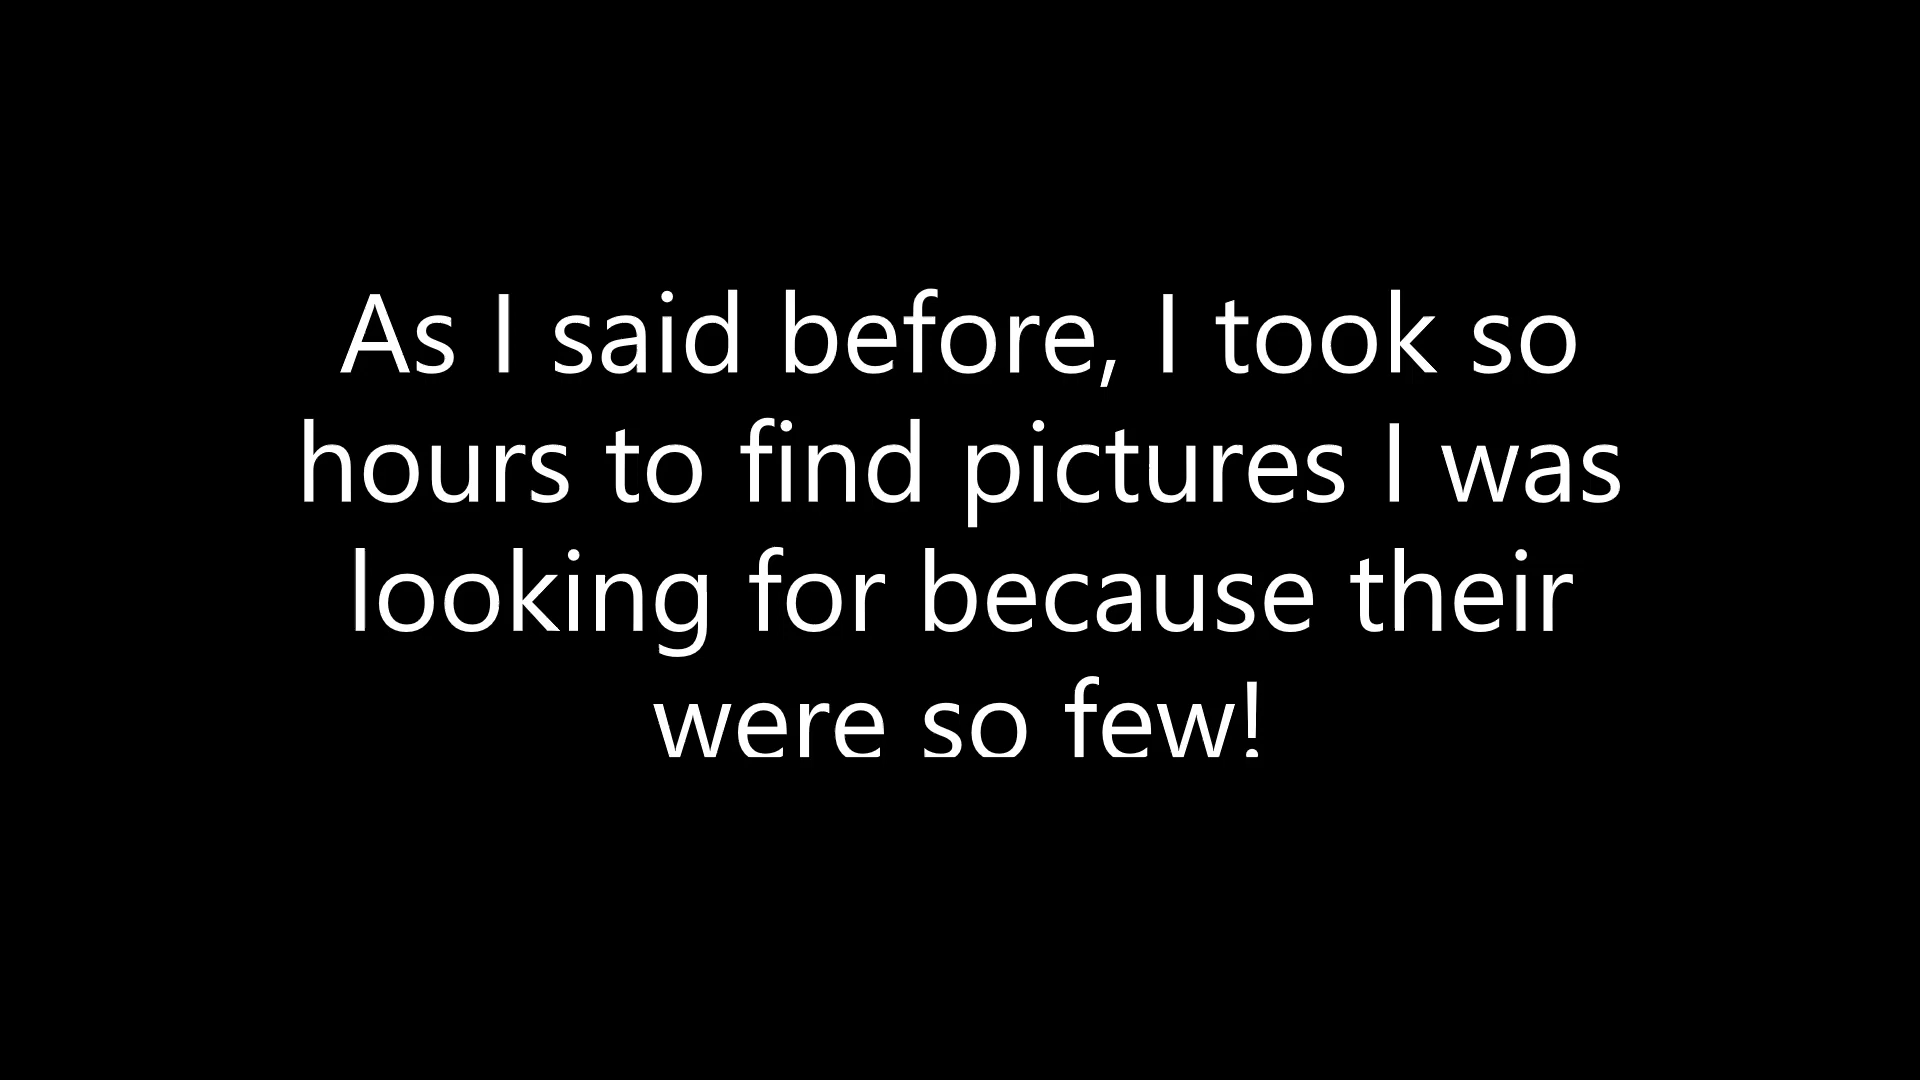 As I said before, I took so
hours to find pictures I was
looking for because their
were so few!